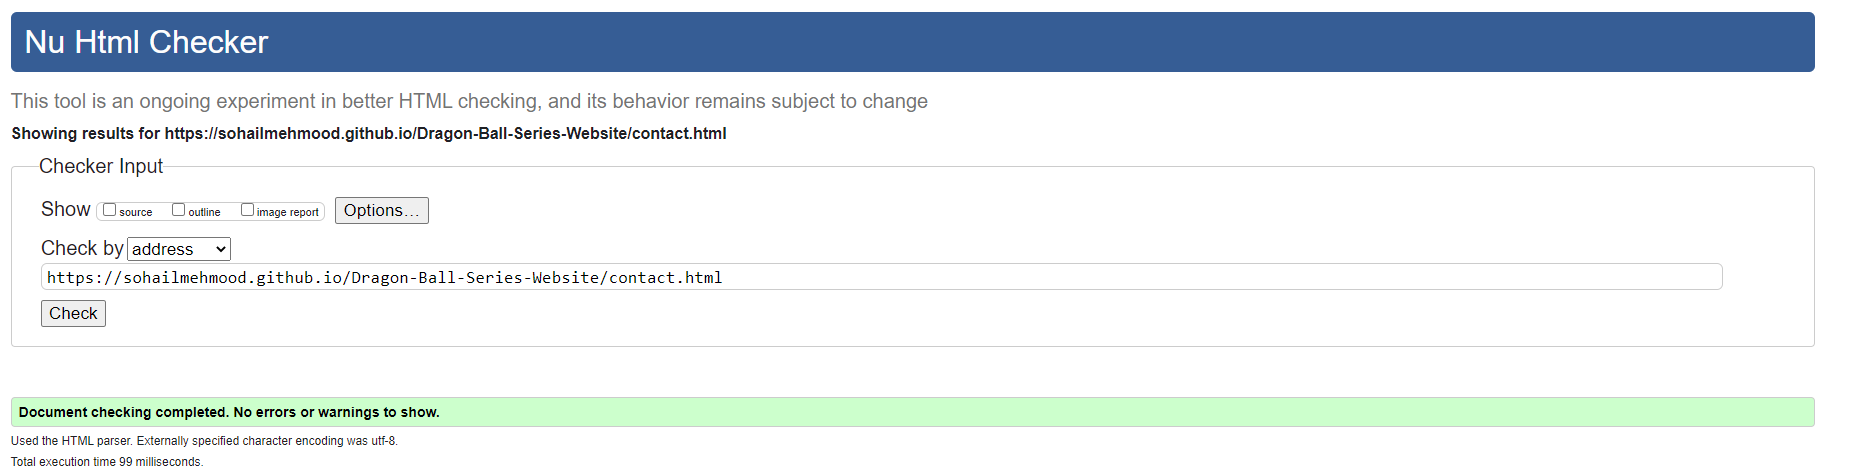 Nu Html Checker
This tool is an ongoing experiment in better HTML checking, and its behavior remains subject to change
Showing results for https://sohailmehmood.github.io/Dragon-Ball-Series-Website/contact.html
Checker Input
Show source outline image report Options...
Check by address
https://sohailmehmood.github.io/Dragon-Ball-Series-Website/contact.html
Check
Document checking completed. No errors or warnings to show.
Used the HTML parser. Externally specified character encoding was utf-8.
Total execution time 99 milliseconds.